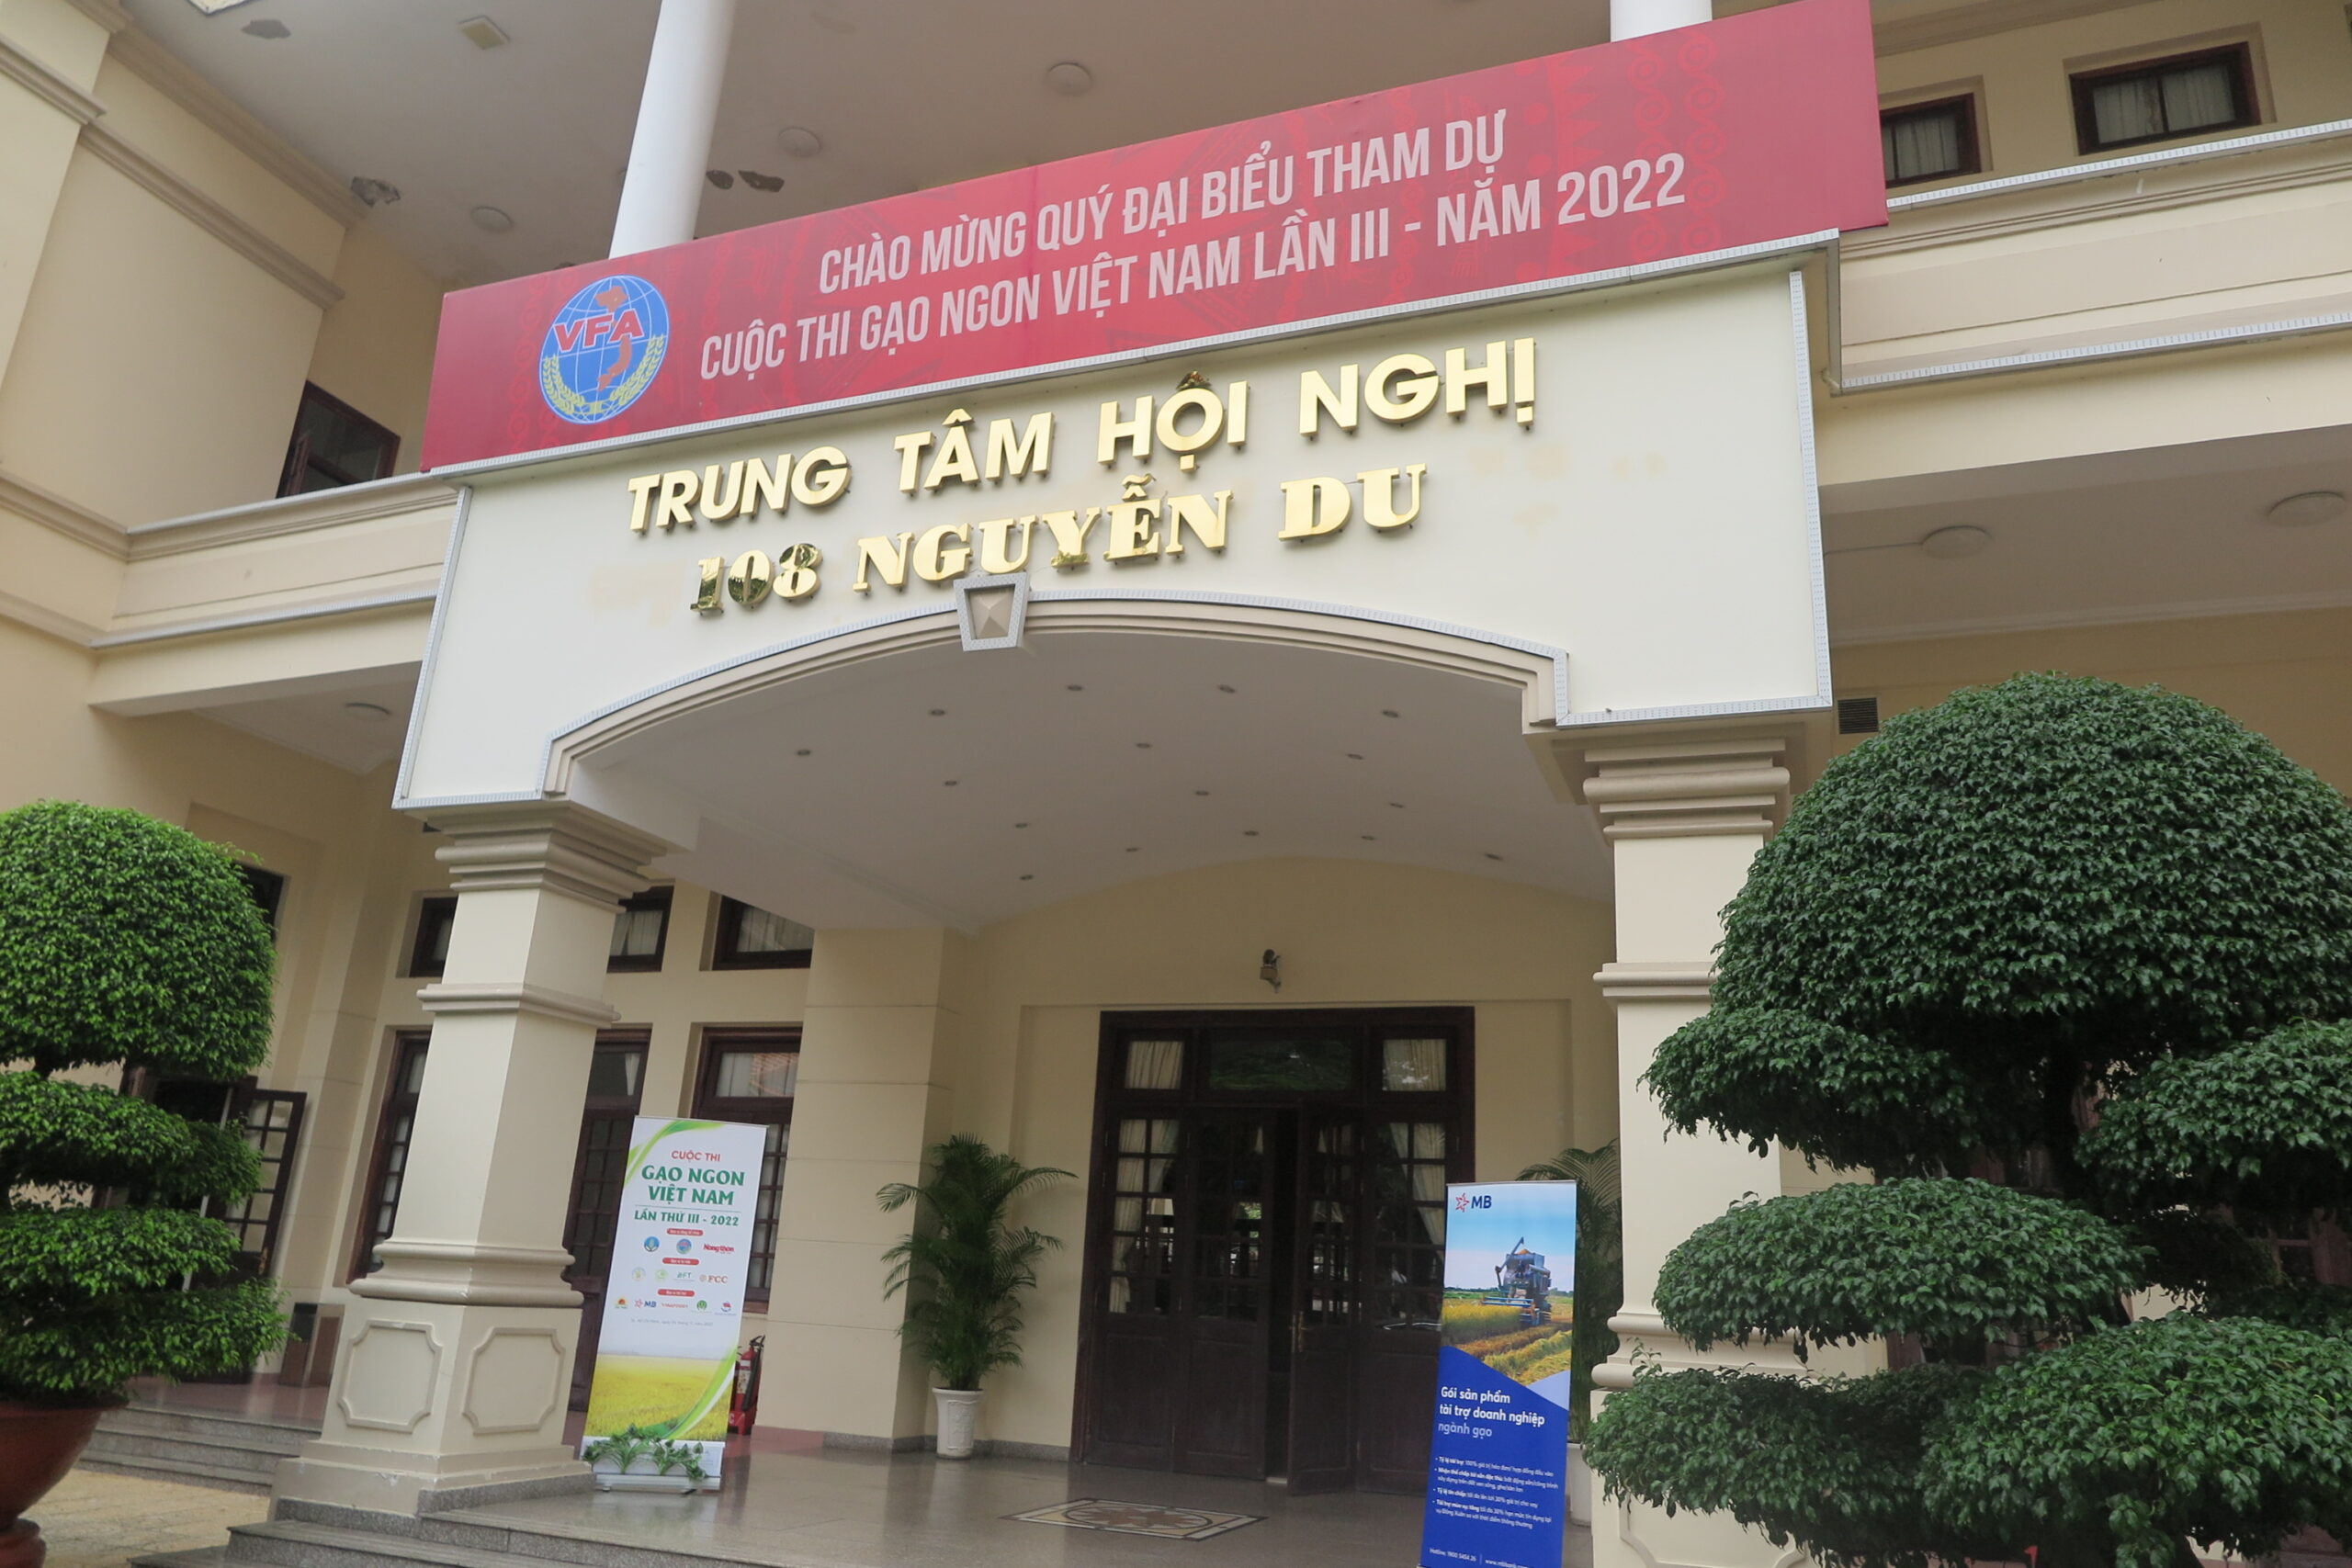 CHÀO MỪNG QUÝ ĐẠI BIỂU THAM DỰ
CUỘC THI GẠO NGON VIỆT NAM LẦN III - NĂM 2022
VFA
TRUNG TÂM HỘI NGHỊ
108 NGUYỄN DU
CUỘC THI
GẠO NGON
VIỆT NAM
LẦN THỨ III - 2022
FCC
MB
MB
Gói sản phẩm
tài trợ doanh nghiệp
ngành gạo